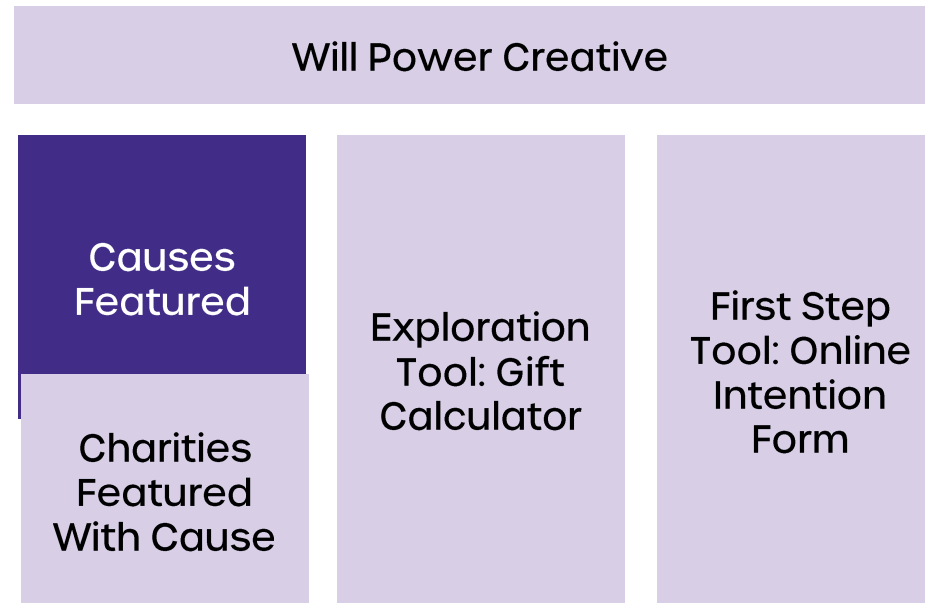 Will Power Creative
Causes
Featured
Charities
Featured
With Cause
Exploration
Tool: Gift
Calculator
First Step
Tool: Online
Intention
Form